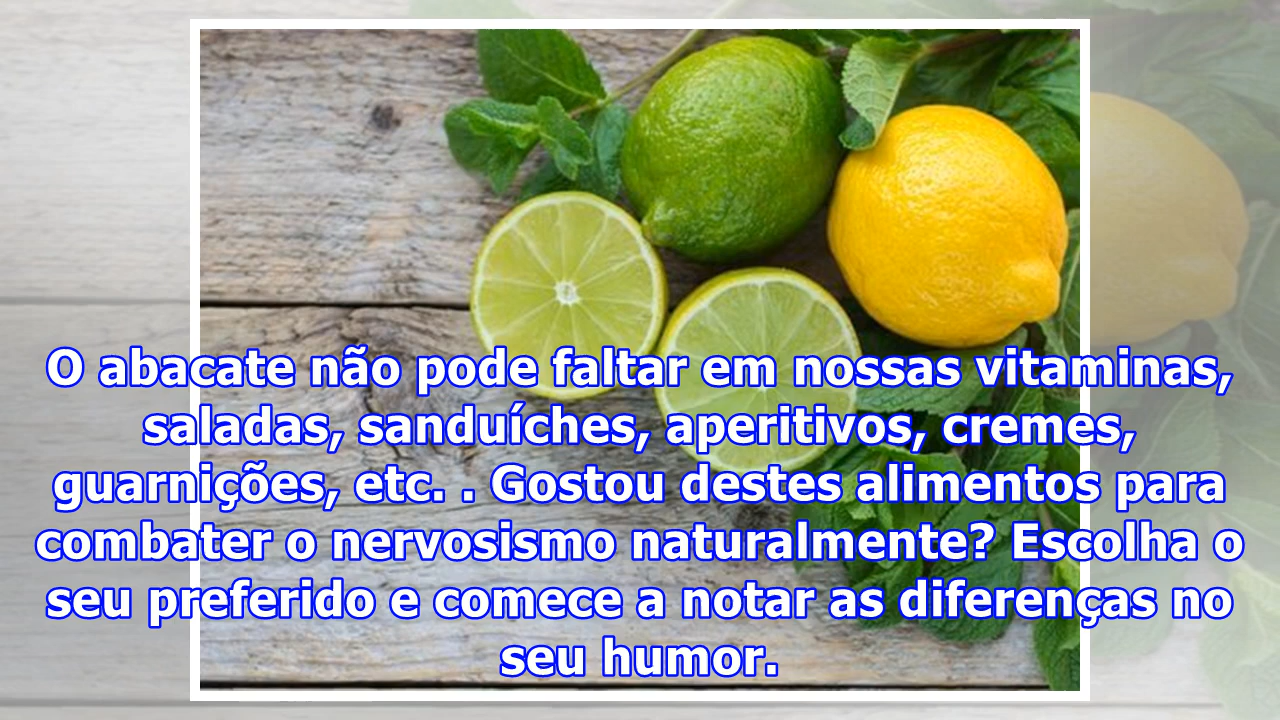 O abacate não pode faltar em nossas vitaminas,
saladas, sanduíches, aperitivos, cremes,
guarnições, etc. . Gostou destes alimentos para
combater o nervosismo naturalmente? Escolha o
seu preferido e comece a notar as diferenças no
seu humor.